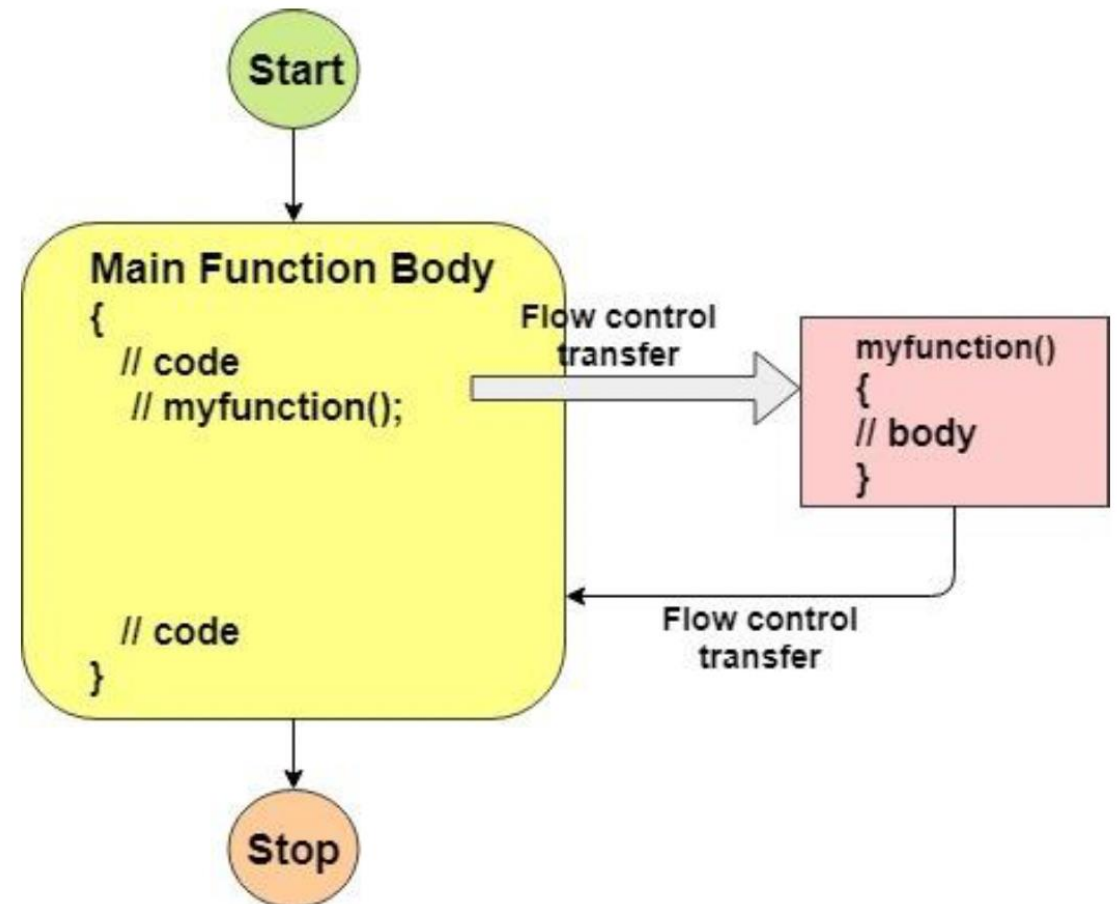 Start
Main Function Body
{
// code
// myfunction();
// code
}
Flow control
transfer
myfunction()
{
// body
}
Flow control
transfer
Stop